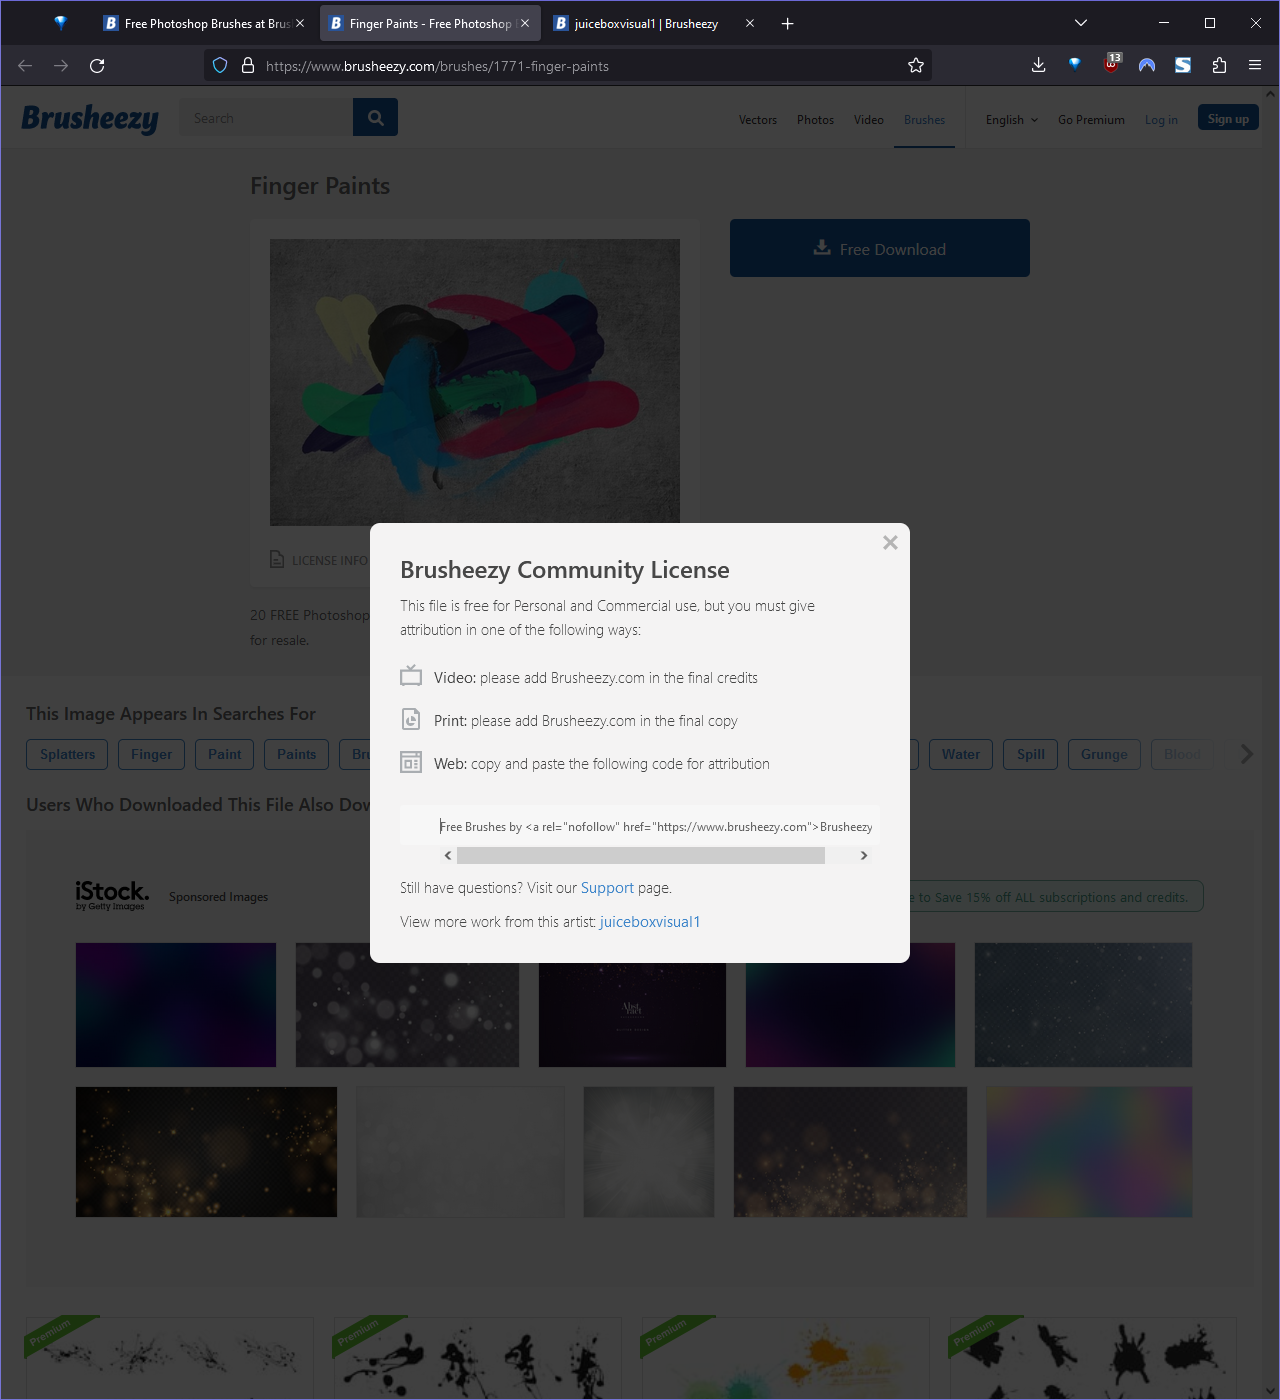 Free Photoshop Brushes at Brus
Finger Paints - Free Photoshop
juiceboxvisual1 | Brusheezy
https://www.brusheezy.com/brushes/1771-finger-paints
13
Brusheezy
Search
Vectors
Photos
Video
Brushes
English
Go Premium
Log in
Sign up
Finger Paints
Free Download
LICENSE INFO
20 FREE Photoshop
for resale.
Brusheezy Community License
This file is free for Personal and Commercial use, but you must give
attribution in one of the following ways:
Video: please add Brusheezy.com in the final credits
Print: please add Brusheezy.com in the final copy
Web: copy and paste the following code for attribution
Free Brushes by <a rel="nofollow" href="https://www.brusheezy.com">Brusheezy
Still have questions? Visit our Support page.
View more work from this artist: juiceboxvisual1
This Image Appears In Searches For
Splatters
Finger
Paint
Paints
Bru
Water
Spill
Grunge
Blood
Users Who Downloaded This File Also Dow
iStock.
by Getty Images
Sponsored Images
e to Save 15% off ALL subscriptions and credits.
Abst
ract
Premium
Premium
Premium
Premium